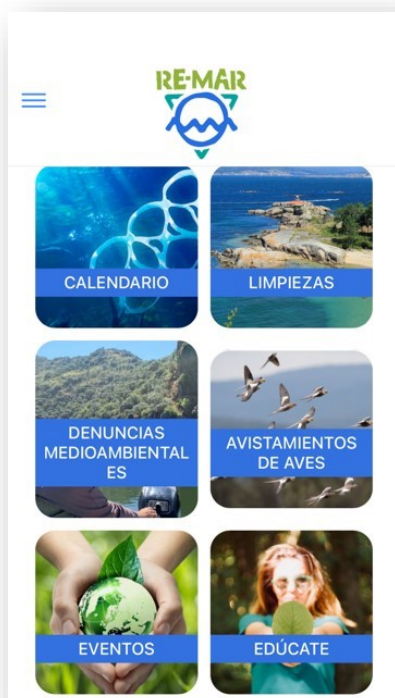 RE-MAR
CALENDARIO
LIMPIEZAS
DENUNCIAS
MEDIOAMBIENTAL
ES
AVISTAMIENTOS
DE AVES
EVENTOS
EDÚCATE